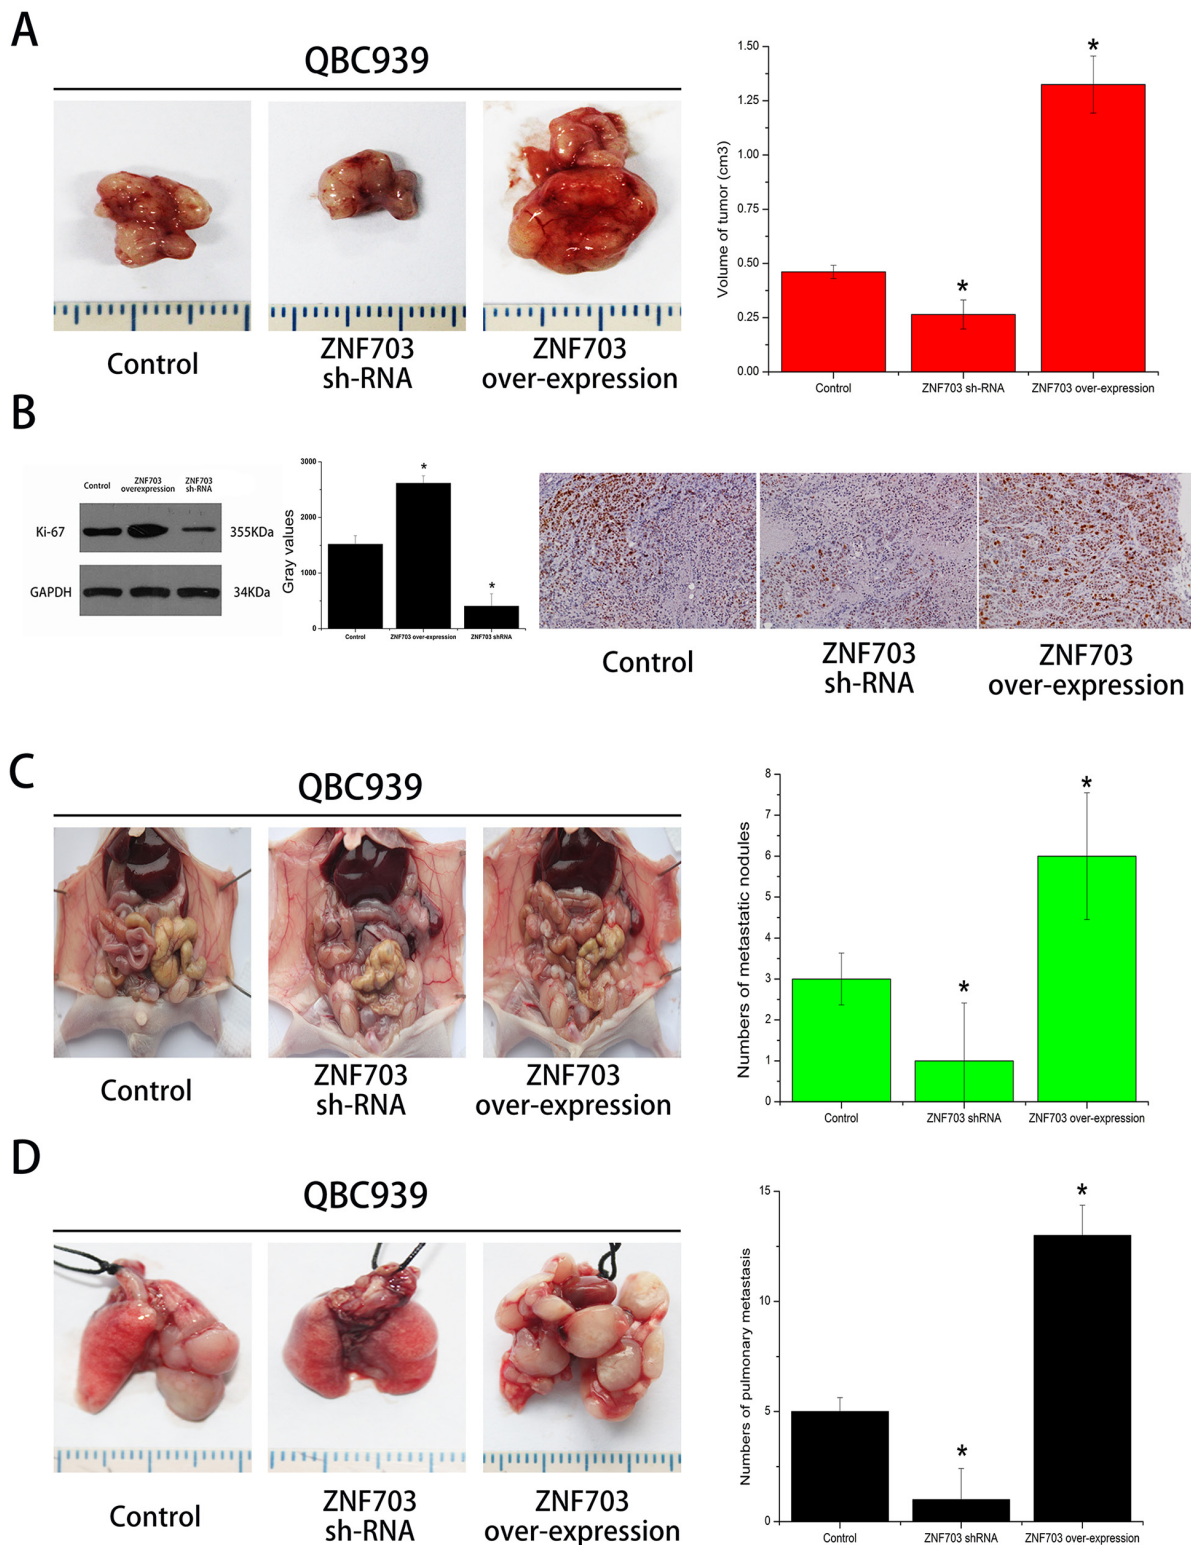 A
QBC939
Control
ZNF703
sh-RNA
ZNF703
over-expression
Volume of tumor (cm3)
1.50
1.25
1.00
0.75
0.50
0.25
0.00
*
*
Control
ZNF703 sh-RNA
ZNF703 over-expression
B
Control
ZNF703
overexpression
ZNF703
sh-RNA
Ki-67
355KDa
GAPDH
34KDa
Gray values
3000
2000
1000
0
*
*
Control
ZNF703 over-expression
ZNF703 shRNA
Control
ZNF703
sh-RNA
ZNF703
over-expression
C
QBC939
Control
ZNF703
sh-RNA
ZNF703
over-expression
Numbers of metastatic nodules
8
7
6
5
4
3
2
1
0
*
*
Control
ZNF703 shRNA
ZNF703 over-expression
D
QBC939
Control
ZNF703
sh-RNA
ZNF703
over-expression
Numbers of pulmonary metastasis
15
10
5
0
*
*
Control
ZNF703 shRNA
ZNF703 over-expression